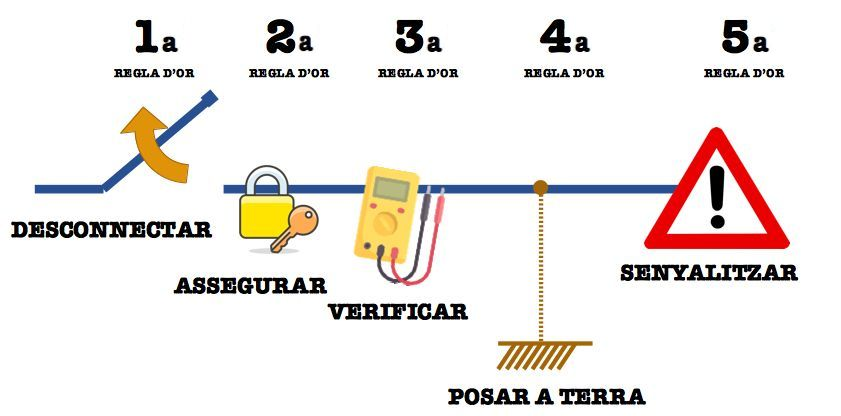 1a
REGLA D'OR
2a
REGLA D'OR
3a
REGLA D'OR
4a
REGLA D'OR
5a
REGLA D'OR
DESCONNECTAR
ASSEGURAR
VERIFICAR
POSAR A TERRA
SENYALITZAR